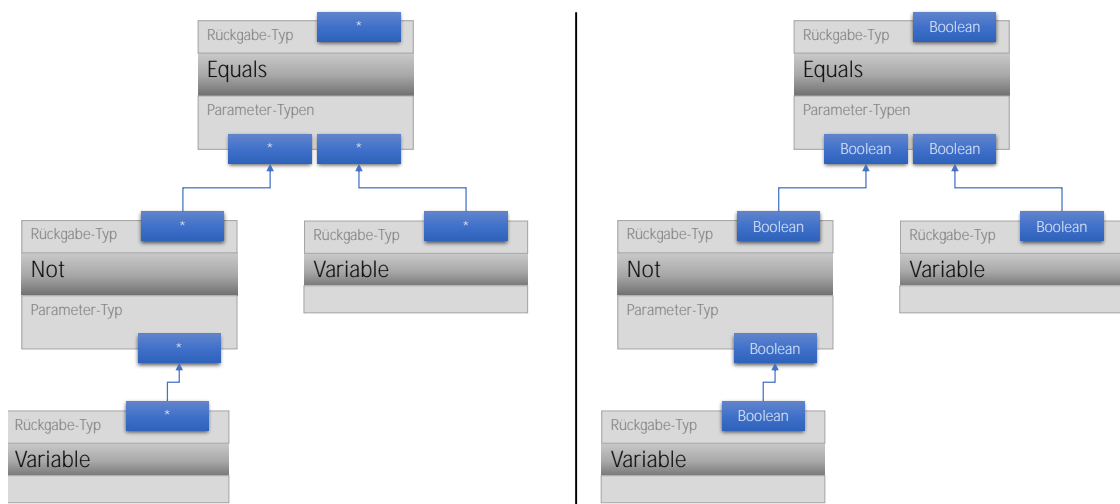 *
Rückgabe-Typ
Equals
Parameter-Typen
*
*
*
Rückgabe-Typ
Not
Parameter-Typ
*
*
Rückgabe-Typ
Variable
*
Rückgabe-Typ
Variable
Boolean
Rückgabe-Typ
Equals
Parameter-Typen
Boolean
Boolean
Boolean
Rückgabe-Typ
Not
Parameter-Typ
Boolean
Boolean
Rückgabe-Typ
Variable
Boolean
Rückgabe-Typ
Variable